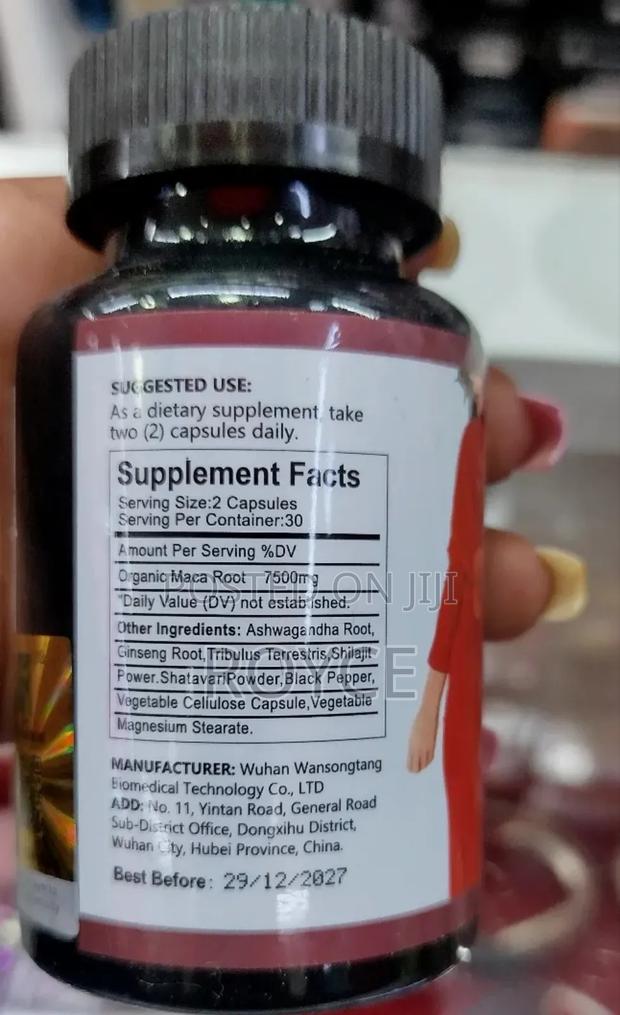 SUGGESTED USE:
As a dietary supplement, take
two (2) capsules daily.
Supplement Facts
Serving Size:2 Capsules
Serving Per Container:30
Amount Per Serving %DV
Organic Maca Root 7500mg
*Daily Value (DV) not established.
Other Ingredients: Ashwagandha Root,
Ginseng Root,Tribulus Terrestris,Shilajit
Power.ShatavariPowder,Black Pepper,
Vegetable Cellulose Capsule,Vegetable
Magnesium Stearate.
MANUFACTURER: Wuhan Wansongtang
Biomedical Technology Co., LTD
ADD: No. 11, Yintan Road, General Road
Sub-District Office, Dongxihu District,
Wuhan City, Hubei Province, China.
Best Before: 29/12/2027
POSTED ON JIJI
ROYCE